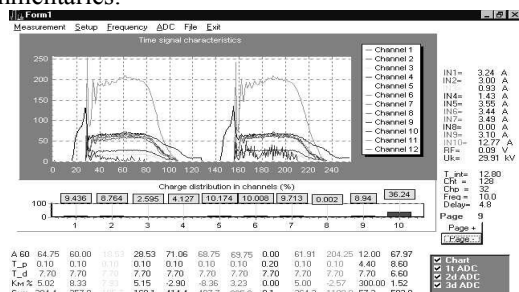 mmentaries.
Form1
Measurement Setup Frequency ADC File Exit
Time signal characteristics
250
200
150
100
50
0
0 20 40 60 80 100 120 140 160 180 200 220 240
Channel 1
Channel 2
Channel 3
Channel 4
Channel 5
Channel 6
Channel 7
Channel 8
Channel 9
Channel 10
Channel 11
Channel 12
IN1= 3.24 A
IN2= 3.00 A
0.93 A
IN4= 1.43 A
IN5= 3.55 A
IN6= 3.44 A
IN7= 3.49 A
IN8= 0.00 A
IN9= 3.10 A
IN10= 12.77 A
0.09 V
Uk= 29.91 kV
T_int= 12.80
Cht = 128
Chp = 32
Freq = 10.0
Delay= 4.8
Page 9
Page +
Page -
Charge distribution in channels (%)
100
0
9.436 8.764 2.595 4.127 10.174 10.008 9.713 0.002 8.94 36.24
1 2 3 4 5 6 7 8 9 10
A 60 64.75 60.00 28.53 71.06 68.75 69.75 0.00 61.91 204.25 12.00 67.97
T_p 0.10 0.10 0.10 0.10 0.10 0.10 0.20 0.10 0.10 4.40 8.60
T_d 7.70 7.70 7.70 7.70 7.70 7.70 7.70 7.70 7.70 7.70 6.60
Км % 5.02 8.33 5.15 -2.90 -8.36 3.23 0.00 5.00 -2.57 300.00 1.52
Chart
1t ADC
2d ADC
3d ADC